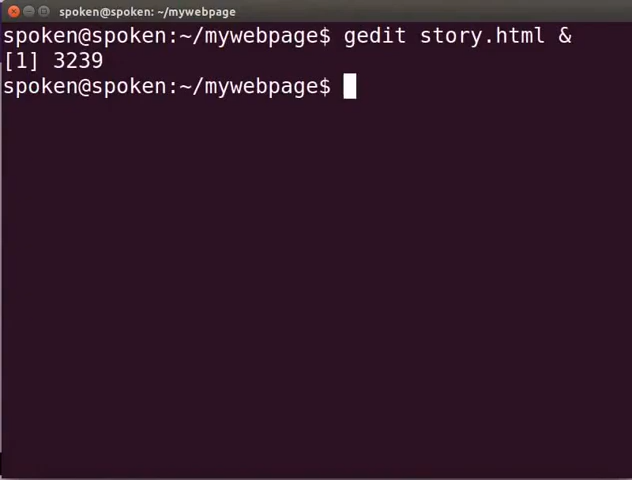 spoken@spoken: ~/mywebpage
spoken@spoken:~/mywebpage$ gedit story.html &
[1] 3239
spoken@spoken:~/mywebpage$